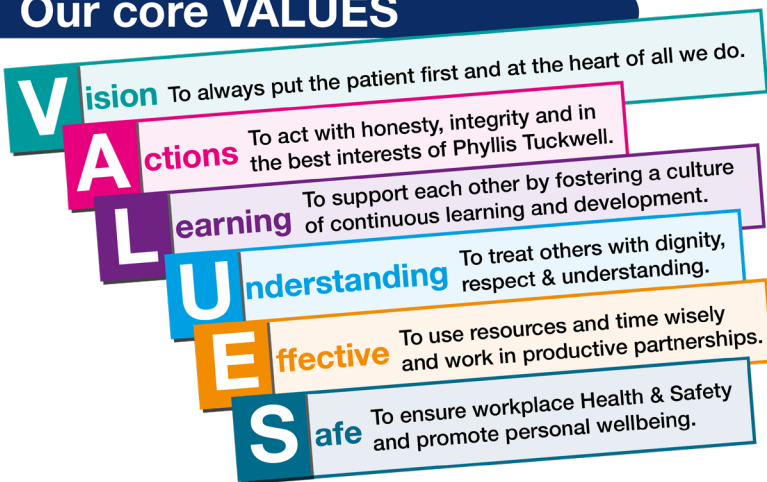 Our core VALUES
Vision To always put the patient first and at the heart of all we do.
Actions To act with honesty, integrity and in
the best interests of Phyllis Tuckwell.
Learning To support each other by fostering a culture
of continuous learning and development.
Understanding To treat others with dignity,
respect & understanding.
Effective To use resources and time wisely
and work in productive partnerships.
Safe To ensure workplace Health & Safety
and promote personal wellbeing.